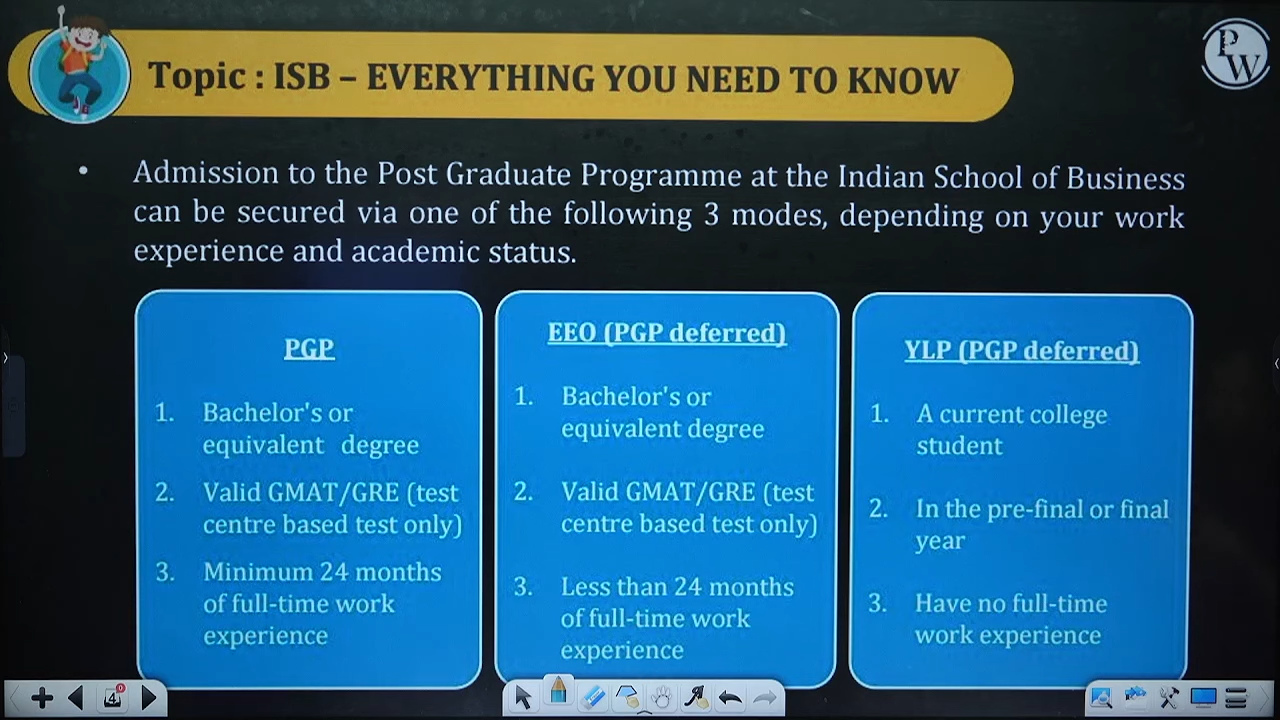 Topic : ISB – EVERYTHING YOU NEED TO KNOW
PW
• Admission to the Post Graduate Programme at the Indian School of Business
can be secured via one of the following 3 modes, depending on your work
experience and academic status.
PGP
1. Bachelor's or
equivalent degree
2. Valid GMAT/GRE (test
centre based test only)
3. Minimum 24 months
of full-time work
experience
EEO (PGP deferred)
1. Bachelor's or
equivalent degree
2. Valid GMAT/GRE (test
centre based test only)
3. Less than 24 months
of full-time work
experience
YLP (PGP deferred)
1. A current college
student
2. In the pre-final or final
year
3. Have no full-time
work experience
4
0